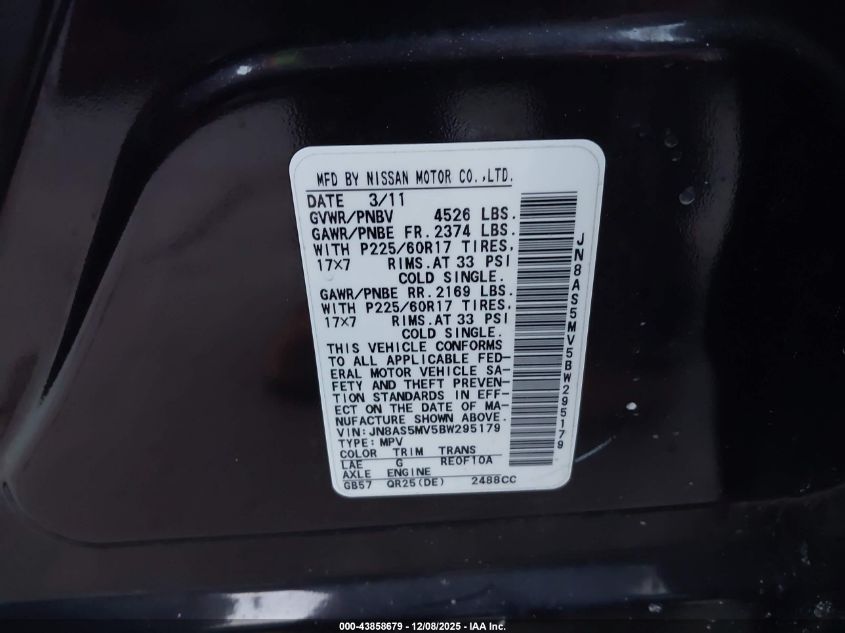 MFD BY NISSAN MOTOR CO.,LTD.
DATE 3/11
GVWR/PNBV 4526 LBS.
GAWR/PNBE FR. 2374 LBS.
WITH P225/60R17 TIRES,
17X7 RIMS.AT 33 PSI
COLD SINGLE.
GAWR/PNBE RR. 2169 LBS.
WITH P225/60R17 TIRES,
17X7 RIMS.AT 33 PSI
COLD SINGLE.
THIS VEHICLE CONFORMS
TO ALL APPLICABLE FED-
ERAL MOTOR VEHICLE SA-
FETY AND THEFT PREVEN-
TION STANDARDS IN EFF-
ECT ON THE DATE OF MA-
NUFACTURE SHOWN ABOVE.
VIN: JN8AS5MV5BW295179
TYPE: MPV
COLOR TRIM TRANS
LAE G RE0F10A
AXLE ENGINE
GB57 QR25(DE) 2488CC
JN8AS5MV5BW295179
000-43858679 - 12/08/2025 - IAA Inc.